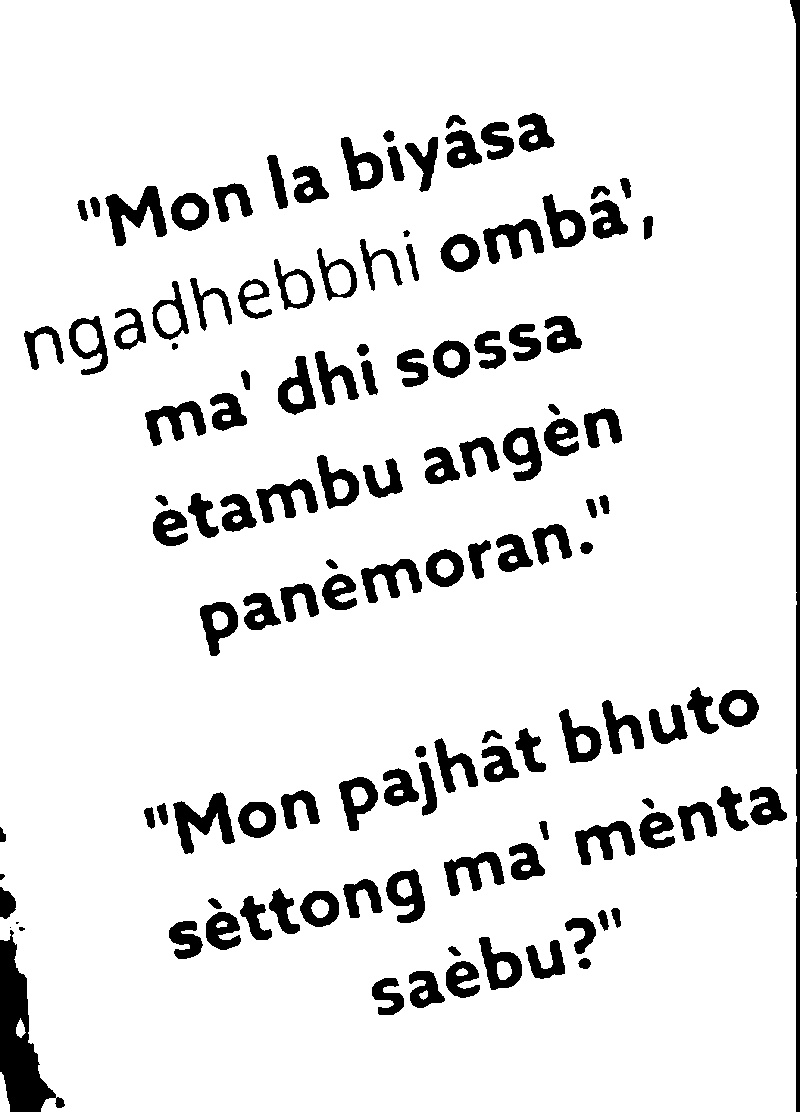 "Mon la biyâsa
ngaḍhebbhi ombâ',
ma' dhi sossa
ètambu angèn
panèmoran."
"Mon pajhât bhuto
sèttong ma' mènta
saèbu?"